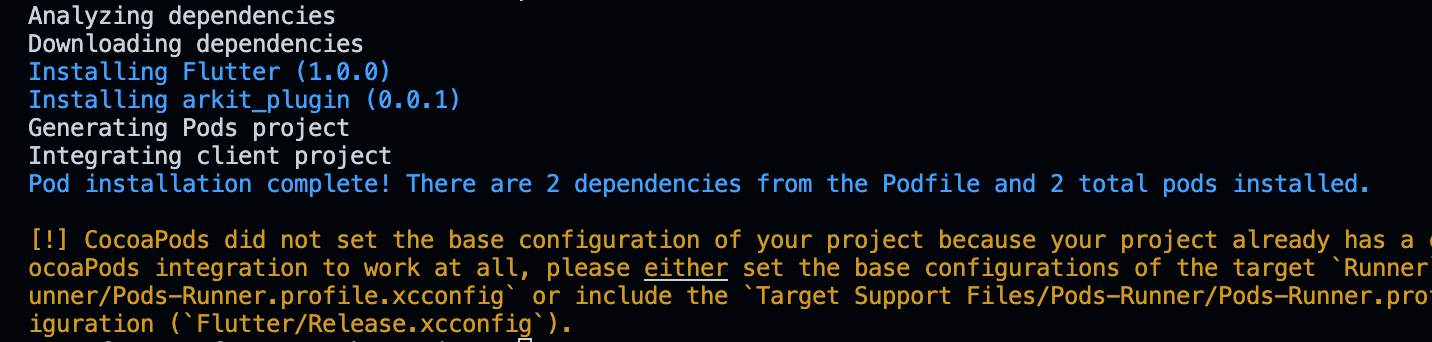 Analyzing dependencies
Downloading dependencies
Installing Flutter (1.0.0)
Installing arkit_plugin (0.0.1)
Generating Pods project
Integrating client project
Pod installation complete! There are 2 dependencies from the Podfile and 2 total pods installed.
[!] CocoaPods did not set the base configuration of your project because your project already has a
ocoaPods integration to work at all, please either set the base configurations of the target `Runner`
unner/Pods-Runner.profile.xcconfig` or include the `Target Support Files/Pods-Runner/Pods-Runner.prof
iguration (`Flutter/Release.xcconfig`).